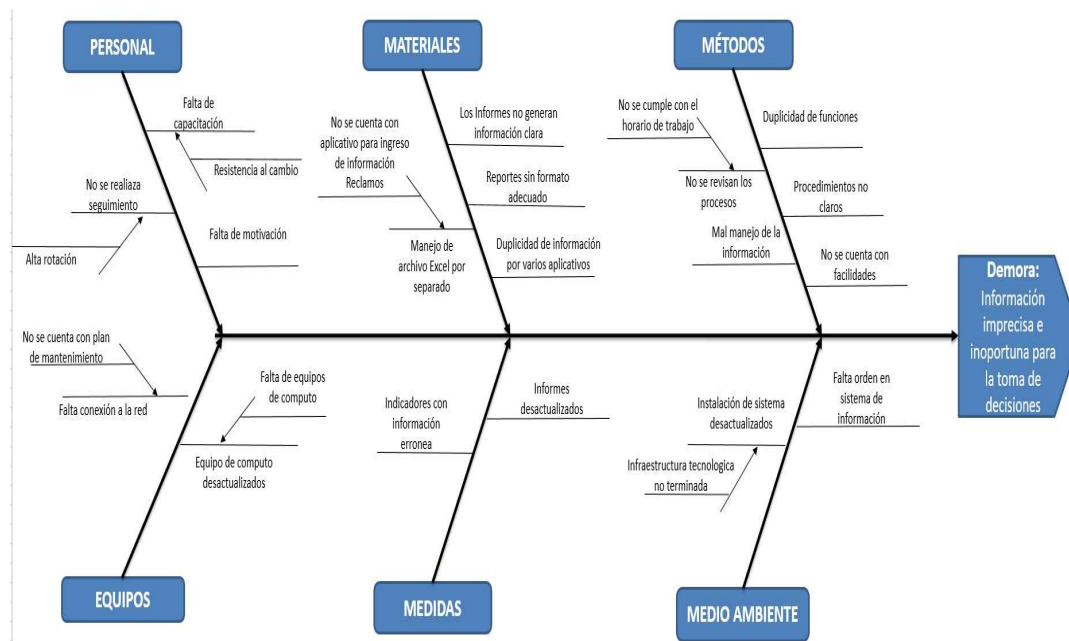 PERSONAL
MATERIALES
MÉTODOS
Falta de
capacitación
Resistencia al cambio
No se realiaza
seguimiento
Alta rotación
Falta de motivación
No se cuenta con
aplicativo para ingreso
de información
Reclamos
Los Informes no generan
información clara
Reportes sin formato
adecuado
Manejo de
archivo Excel por
separado
Duplicidad de información
por varios aplicativos
No se cumple con el
horario de trabajo
Duplicidad de funciones
No se revisan los
procesos
Procedimientos no
claros
Mal manejo de la
información
No se cuenta con
facilidades
Demora:
Información
imprecisa e
inoportuna para
la toma de
decisiones
No se cuenta con plan
de mantenimiento
Falta conexión a la red
Falta de equipos
de computo
Equipo de computo
desactualizados
Indicadores con
información
erronea
Informes
desactualizados
Instalación de sistema
desactualizados
Infraestructura tecnologica
no terminada
Falta orden en
sistema de
información
EQUIPOS
MEDIDAS
MEDIO AMBIENTE